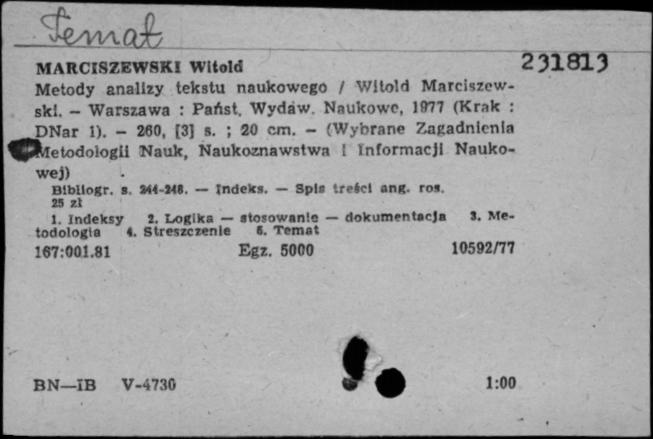 Temat
MARCISZEWSKI Witold 231813
Metody analizy tekstu naukowego / Witold Marciszew-
ski. — Warszawa : Państ. Wydaw. Naukowe, 1977 (Krak :
DNar 1). — 260, [3] s. ; 20 cm. — (Wybrane Zagadnienia
Metodologii Nauk, Naukoznawstwa i Informacji Nauko-
wej)
Bibliogr. s. 244-248. — Indeks. — Spis treści ang. ros.
25 zł
1. Indeksy 2. Logika — stosowanie — dokumentacja 3. Me-
todologia 4. Streszczenie 5. Temat
167:001.81 Egz. 5000 10592/77
BN—IB V-4730 1:00